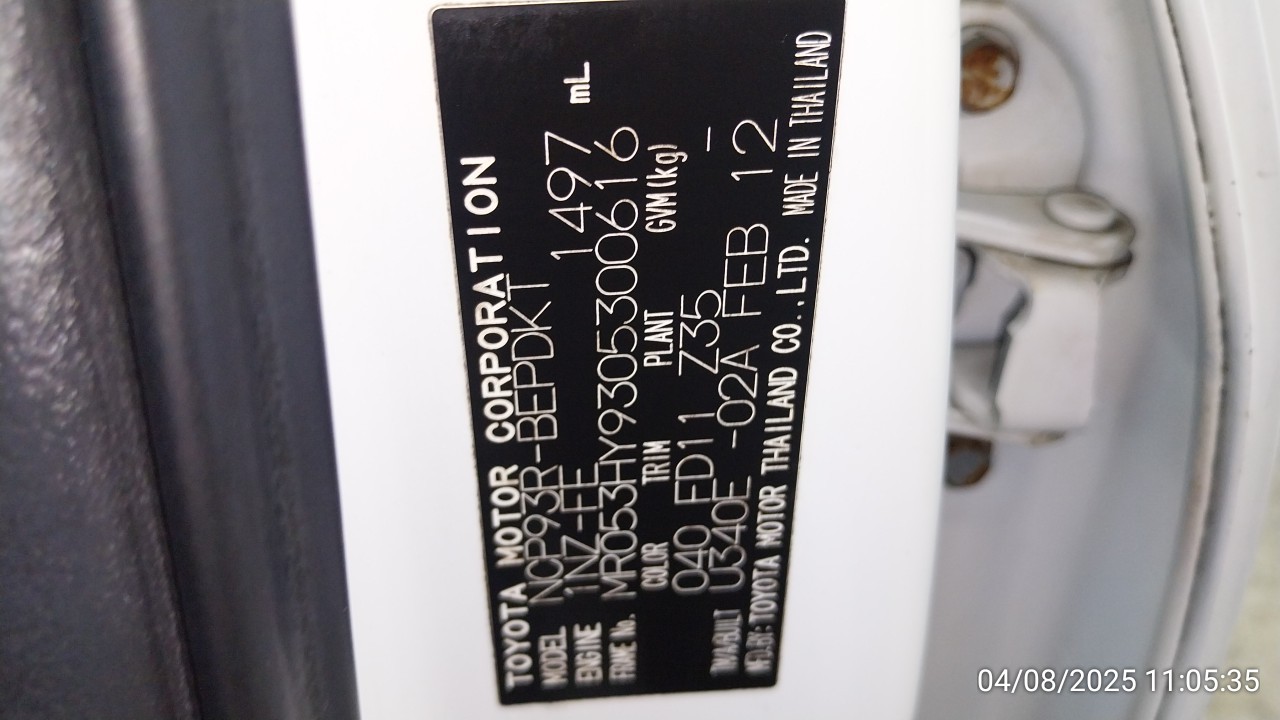 TOYOTA MOTOR CORPORATION
MODEL NCP93R-BEPDKT
ENGINE 1NZ-FE 1497 mL
FRAME No. MR053HY9305300616
COLOR TRIM PLANT GVM(kg)
040 FD11 Z35 -
U340E -02A FEB 12
MFD.BY:TOYOTA MOTOR THAILAND CO.,LTD. MADE IN THAILAND
04/08/2025 11:05:35